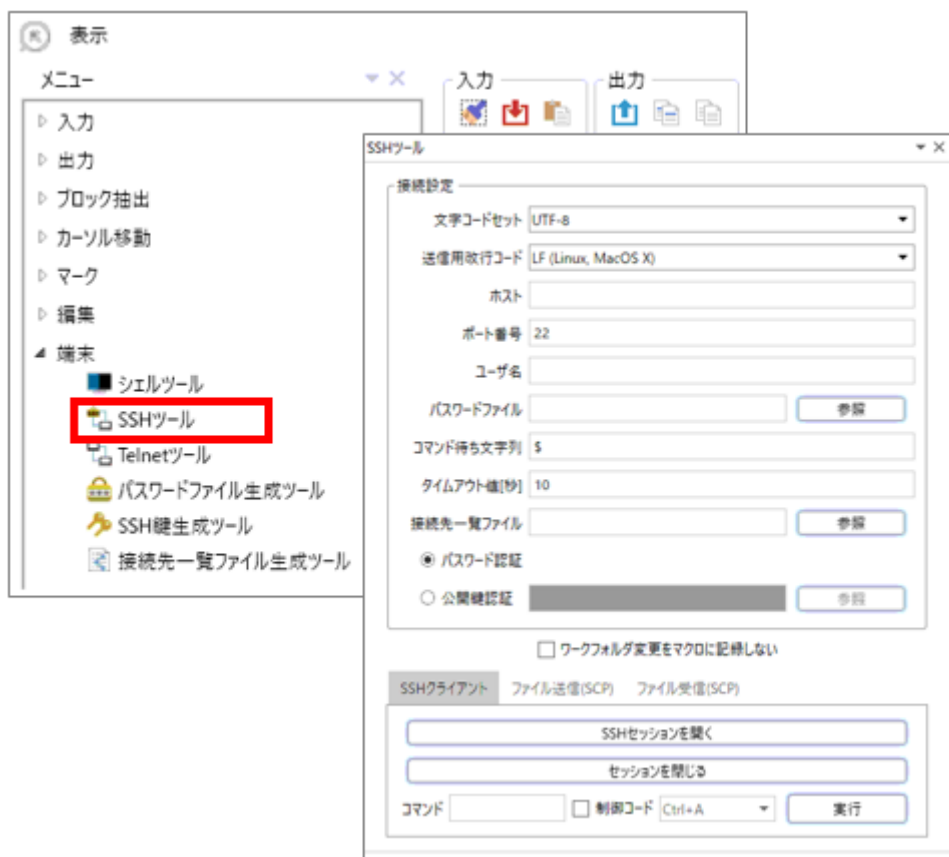 表示
メニュー
入力
出力
入力
出力
ブロック抽出
カーソル移動
マーク
編集
端末
シェルツール
SSHツール
Telnetツール
パスワードファイル生成ツール
SSH鍵生成ツール
接続先一覧ファイル生成ツール
SSHツール
接続設定
文字コードセット UTF-8
送信用改行コード LF (Linux, MacOS X)
ホスト
ポート番号 22
ユーザ名
パスワードファイル 参照
コマンド待ち文字列 $
タイムアウト値[秒] 10
接続先一覧ファイル 参照
パスワード認証
公開鍵認証 参照
ワークフォルダ変更をマクロに記録しない
SSHクライアント ファイル送信(SCP) ファイル受信(SCP)
SSHセッションを開く
セッションを閉じる
コマンド 制御コード Ctrl+A 実行